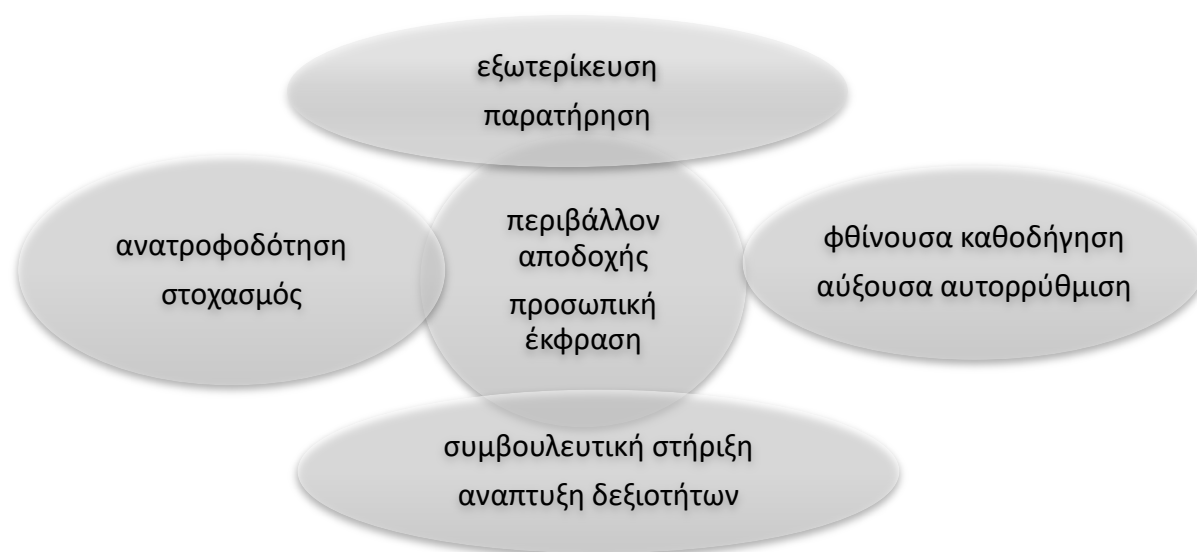 εξωτερίκευση
παρατήρηση
ανατροφοδότηση
στοχασμός
περιβάλλον
αποδοχής
προσωπική
έκφραση
φθίνουσα καθοδήγηση
αύξουσα αυτορρύθμιση
συμβουλευτική στήριξη
αναπτυξη δεξιοτήτων